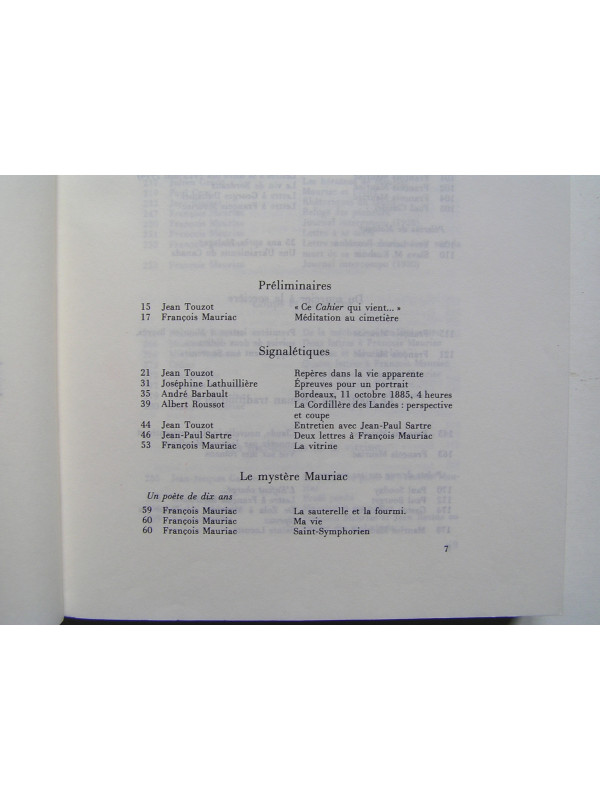 Préliminaires
15 Jean Touzot « Ce Cahier qui vient... »
17 François Mauriac Méditation au cimetière
Signalétiques
21 Jean Touzot Repères dans la vie apparente
31 Joséphine Lathuillière Épreuves pour un portrait
35 André Barbault Bordeaux, 11 octobre 1885, 4 heures
39 Albert Roussot La Cordillère des Landes : perspective
et coupe
44 Jean Touzot Entretien avec Jean-Paul Sartre
46 Jean-Paul Sartre Deux lettres à François Mauriac
53 François Mauriac La vitrine
Le mystère Mauriac
Un poète de dix ans
59 François Mauriac La sauterelle et la fourmi.
60 François Mauriac Ma vie
60 François Mauriac Saint-Symphorien
7